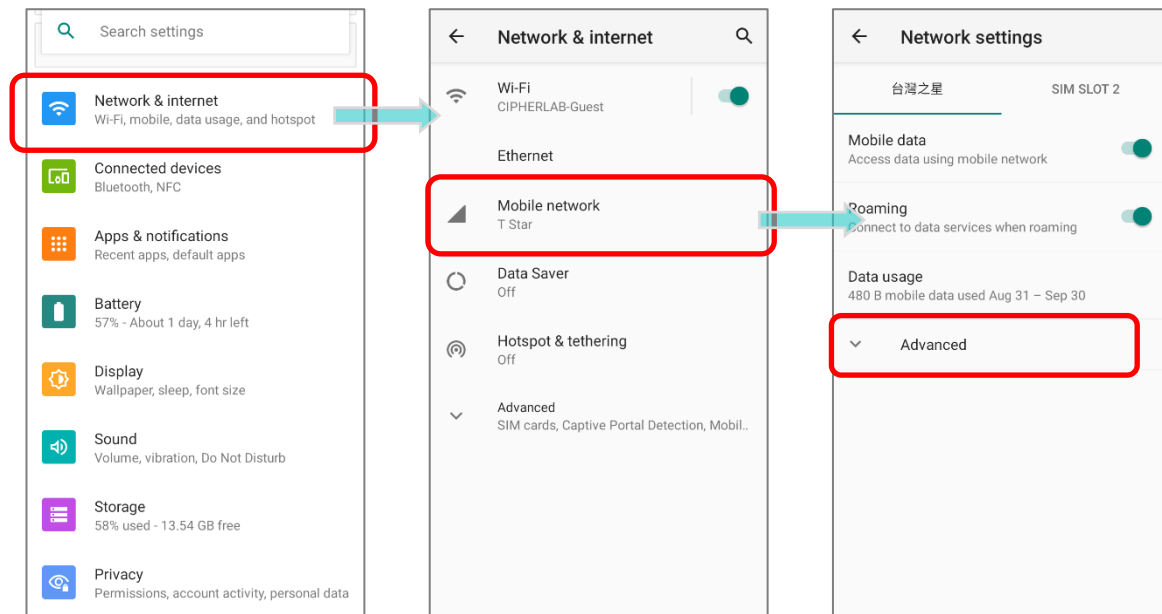 Search settings
Network & internet
Wi-Fi, mobile, data usage, and hotspot
Connected devices
Bluetooth, NFC
Apps & notifications
Recent apps, default apps
Battery
57% - About 1 day, 4 hr left
Display
Wallpaper, sleep, font size
Sound
Volume, vibration, Do Not Disturb
Storage
58% used - 13.54 GB free
Privacy
Permissions, account activity, personal data
Network & internet
Wi-Fi
CIPHERLAB-Guest
Ethernet
Mobile network
T Star
Data Saver
Off
Hotspot & tethering
Off
Advanced
SIM cards, Captive Portal Detection, Mobil..
Network settings
台灣之星 SIM SLOT 2
Mobile data
Access data using mobile network
Roaming
Connect to data services when roaming
Data usage
480 B mobile data used Aug 31 – Sep 30
Advanced